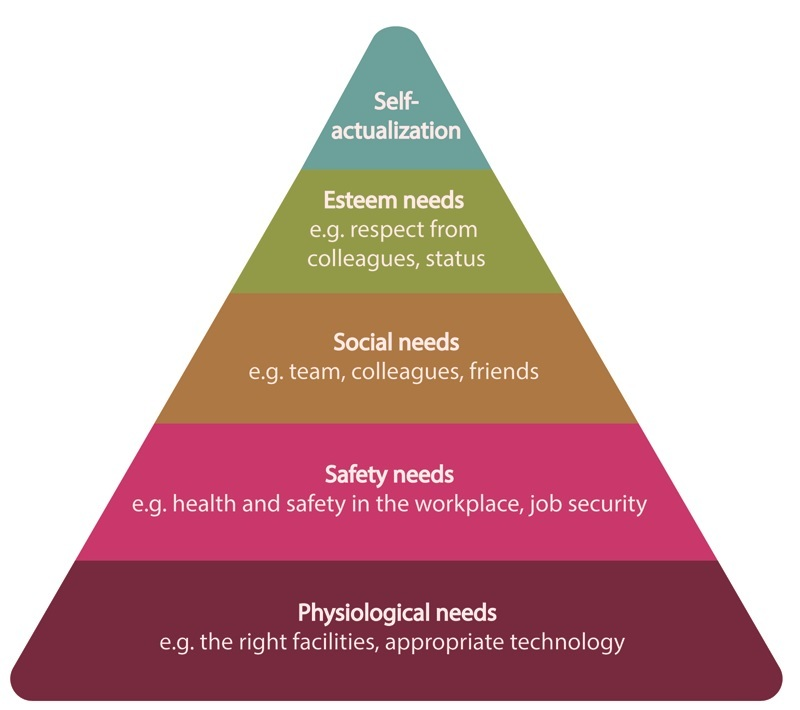 Self-
actualization
Esteem needs
e.g. respect from
colleagues, status
Social needs
e.g. team, colleagues, friends
Safety needs
e.g. health and safety in the workplace, job security
Physiological needs
e.g. the right facilities, appropriate technology